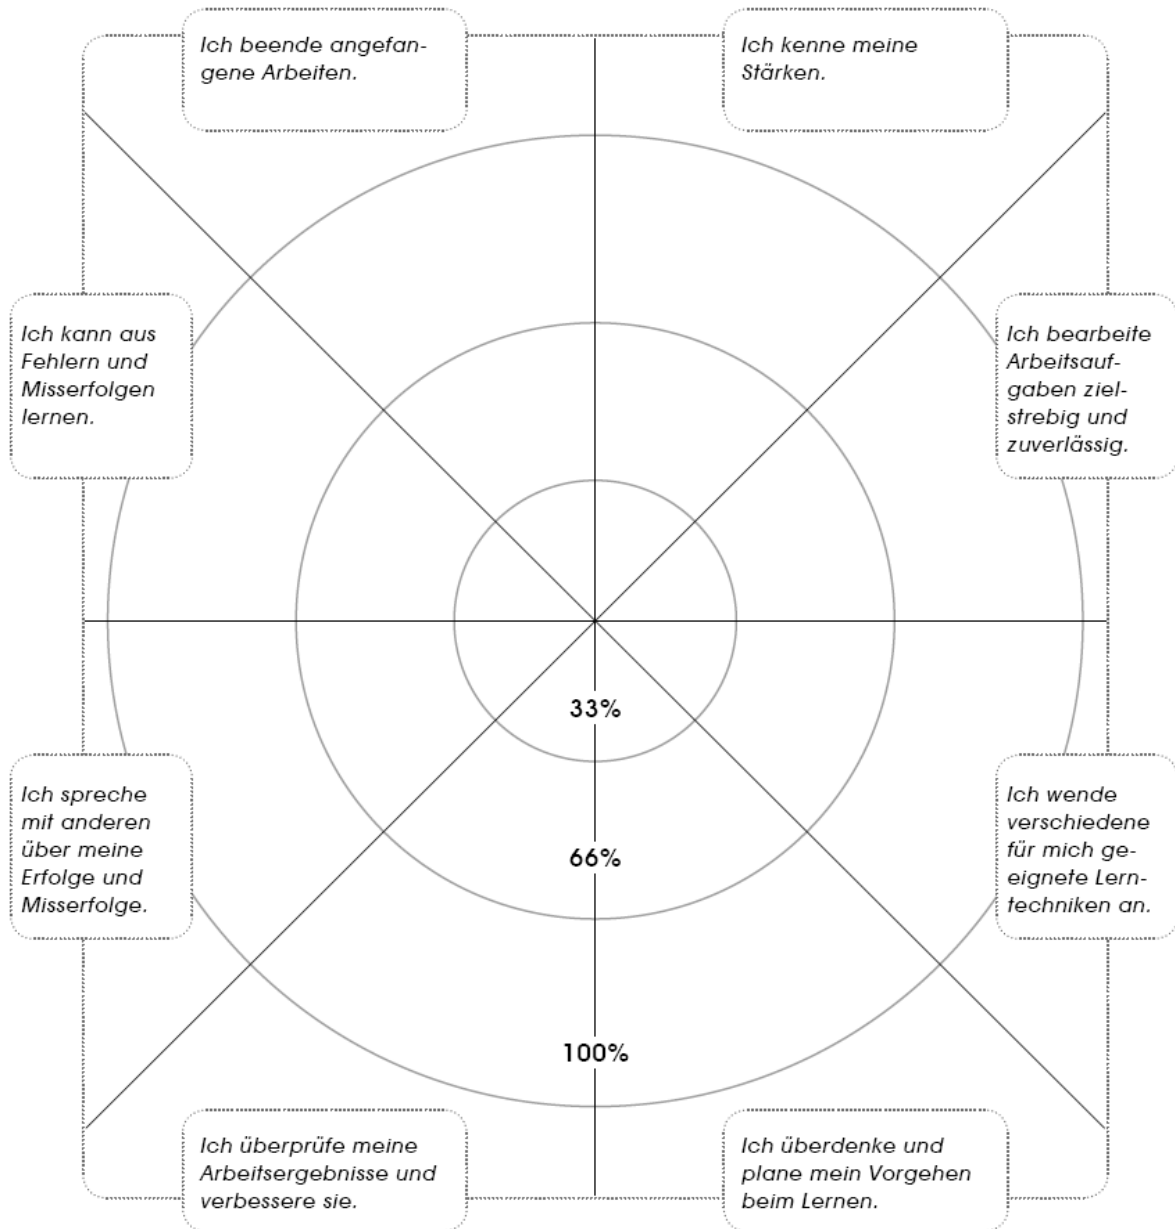 Ich beende angefan-
gene Arbeiten.
Ich kenne meine
Stärken.
Ich kann aus
Fehlern und
Misserfolgen
lernen.
Ich bearbeite
Arbeitsauf-
gaben ziel-
strebig und
zuverlässig.
33%
Ich spreche
mit anderen
über meine
Erfolge und
Misserfolge.
66%
Ich wende
verschiedene
für mich ge-
eignete Lern-
techniken an.
100%
Ich überprüfe meine
Arbeitsergebnisse und
verbessere sie.
Ich überdenke und
plane mein Vorgehen
beim Lernen.